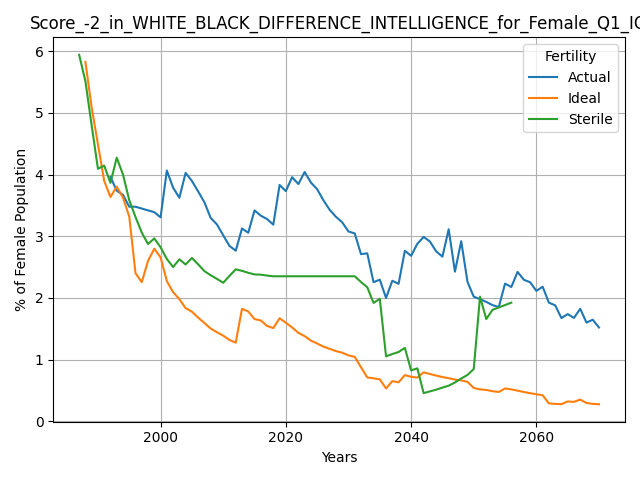 Score_-2_in_WHITE_BLACK_DIFFERENCE_INTELLIGENCE_for_Female_Q1_IC
Fertility
Actual
Ideal
Sterile
% of Female Population
6
5
4
3
2
1
0
2000
2020
2040
2060
Years